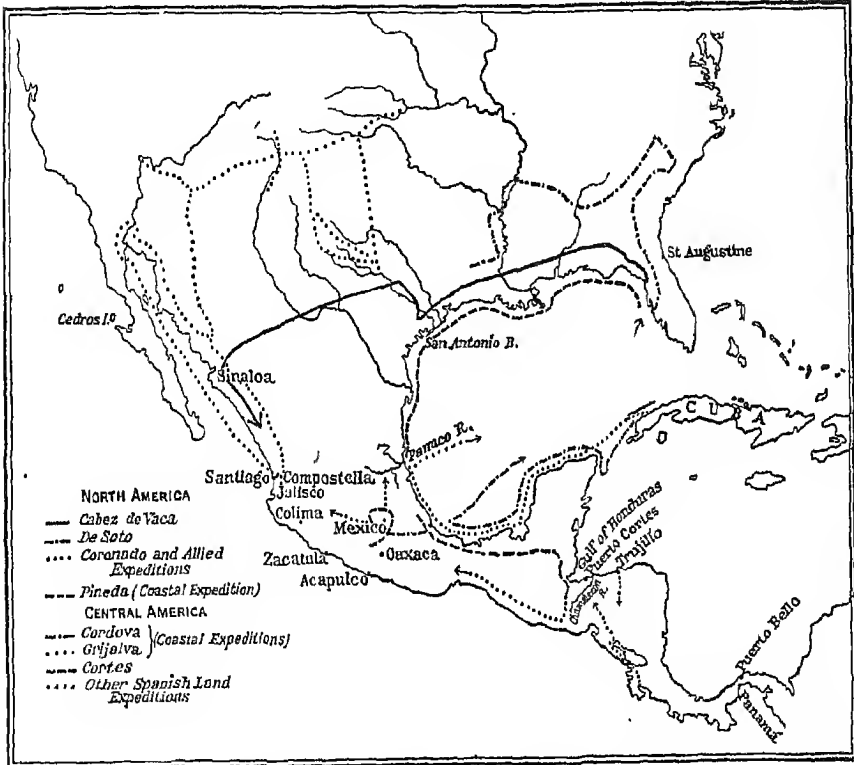 St Augustine
Cedros Iᵒ
San Antonio B.
Sinaloa
CUBA
Panuco R.
Santiago
Compostella
Jalisco
Colima
Mexico
Zacatula
Oaxaca
Acapulco
Gulf of Honduras
Puerto Cortes
Trujillo
Puerto Bello
Panamá
NORTH AMERICA
Cabez de Vaca
De Soto
Coronado and Allied
Expeditions
Pineda (Coastal Expedition)
CENTRAL AMERICA
Cordova
Grijalva } (Coastal Expeditions)
Cortes
Other Spanish Land
Expeditions